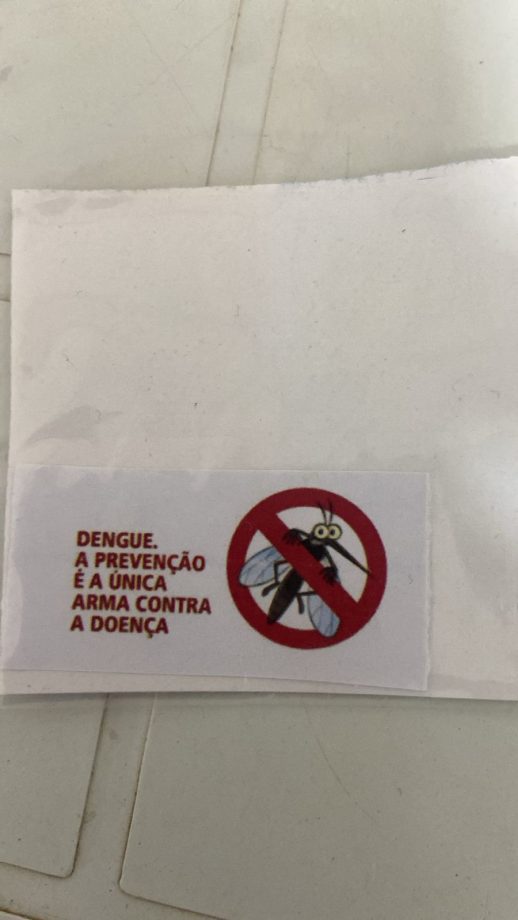 DENGUE.
A PREVENÇÃO
É A ÚNICA
ARMA CONTRA
A DOENÇA